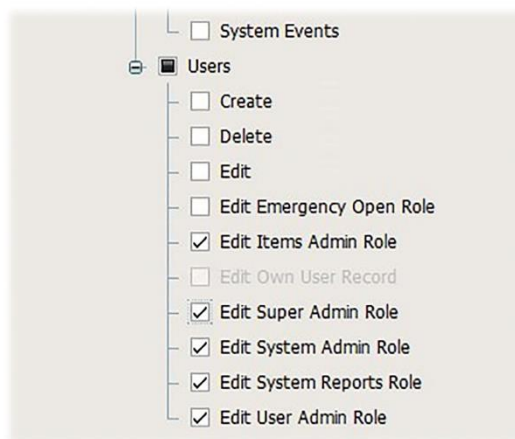 System Events
Users
Create
Delete
Edit
Edit Emergency Open Role
Edit Items Admin Role
Edit Own User Record
Edit Super Admin Role
Edit System Admin Role
Edit System Reports Role
Edit User Admin Role